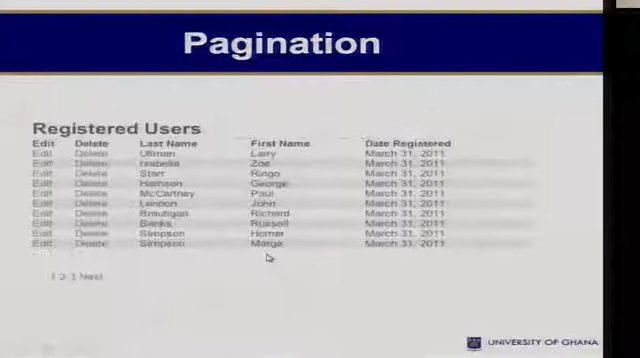 Pagination
Registered Users
Edit Delete Last Name First Name Date Registered
Edit Delete Ullman Larry March 31, 2011
Edit Delete Isabella Zoe March 31, 2011
Edit Delete Starr Ringo March 31, 2011
Edit Delete Harrison George March 31, 2011
Edit Delete McCartney Paul March 31, 2011
Edit Delete Lennon John March 31, 2011
Edit Delete Brautigan Richard March 31, 2011
Edit Delete Banks Russell March 31, 2011
Edit Delete Simpson Homer March 31, 2011
Edit Delete Simpson Marge March 31, 2011
1 2 3 Next
UNIVERSITY OF GHANA